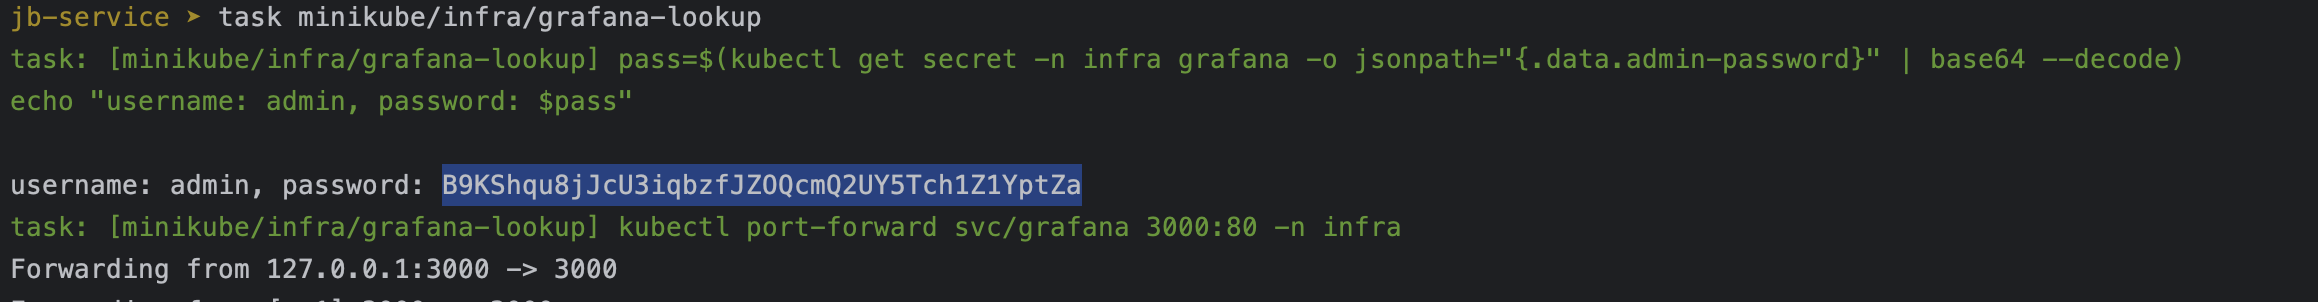 jb-service ➤ task minikube/infra/grafana-lookup
task: [minikube/infra/grafana-lookup] pass=$(kubectl get secret -n infra grafana -o jsonpath="{.data.admin-password}" | base64 --decode)
echo "username: admin, password: $pass"
username: admin, password: B9KShqu8jJcU3iqbzfJZOQcmQ2UY5Tch1Z1YptZa
task: [minikube/infra/grafana-lookup] kubectl port-forward svc/grafana 3000:80 -n infra
Forwarding from 127.0.0.1:3000 -> 3000